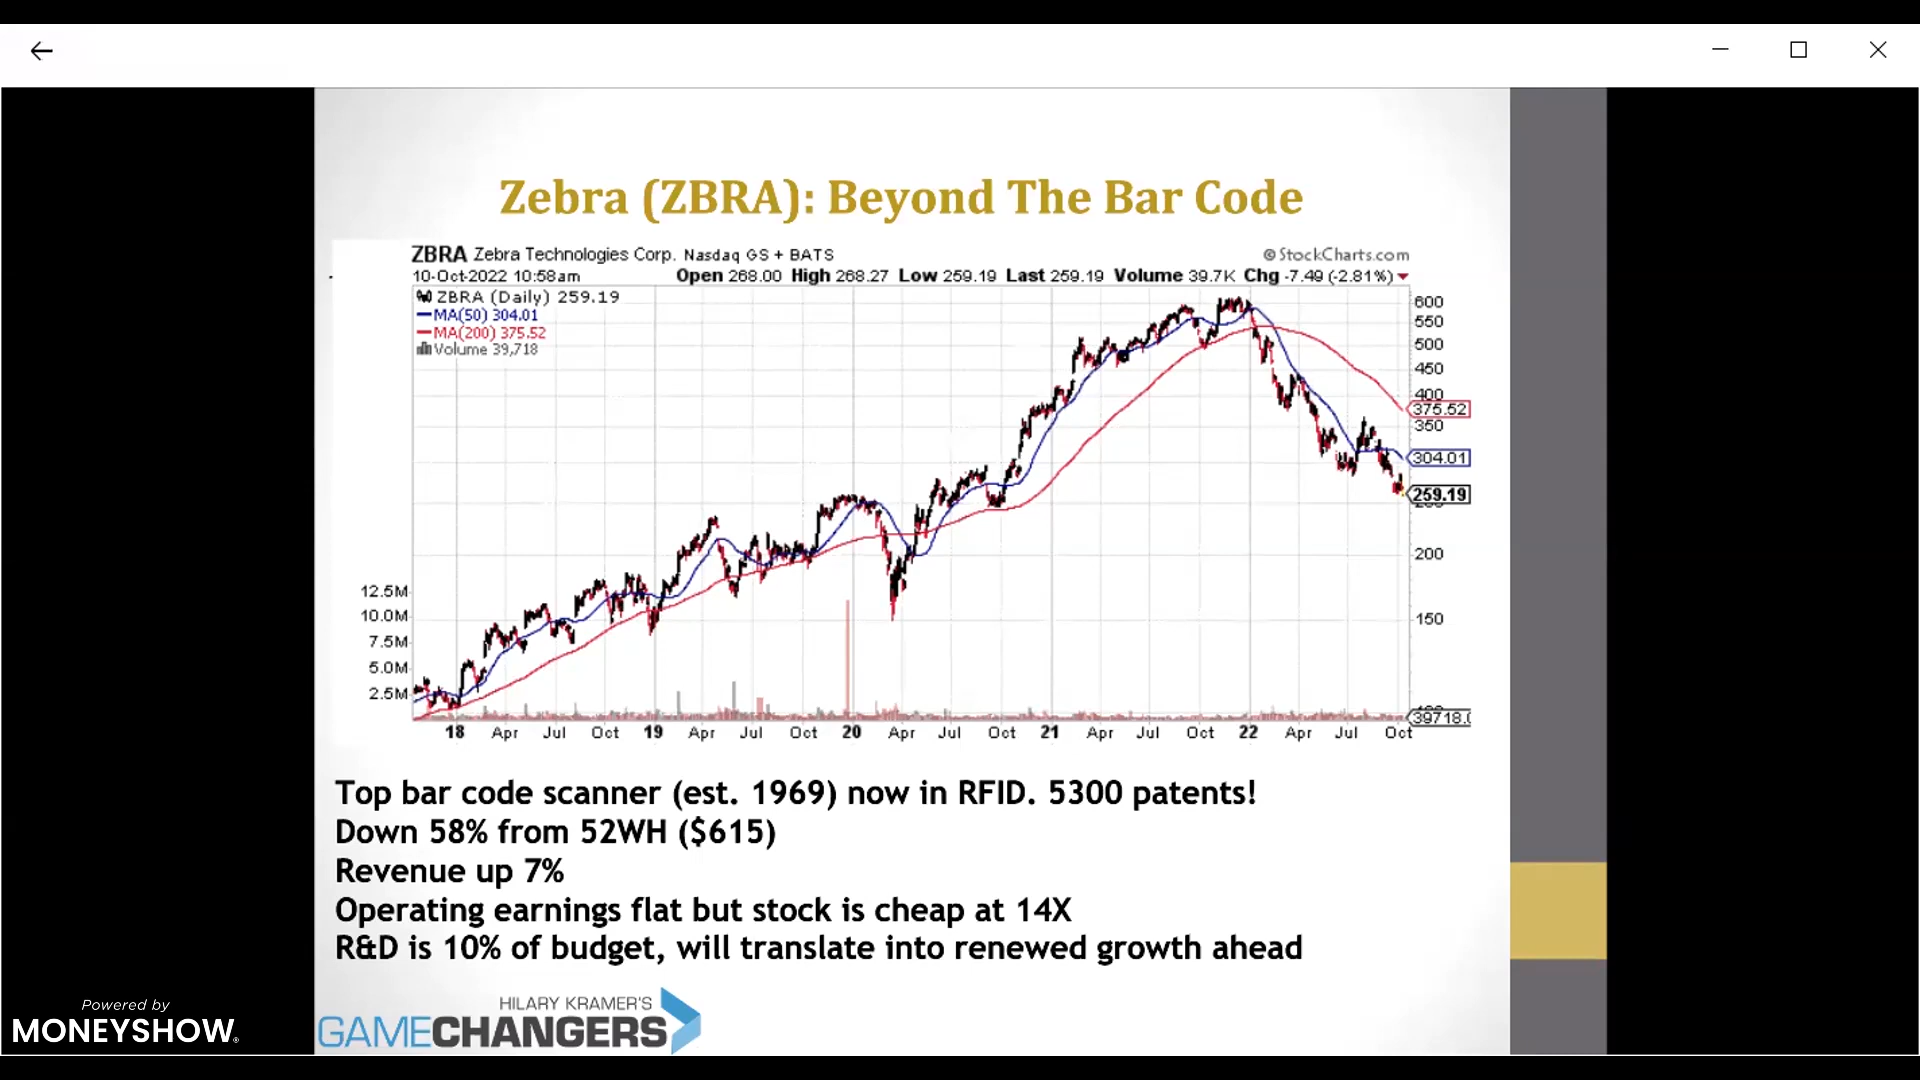 Zebra (ZBRA): Beyond The Bar Code
ZBRA Zebra Technologies Corp. Nasdaq GS + BATS
© StockCharts.com
10-Oct-2022 10:58am
Open 268.00 High 268.27 Low 259.19 Last 259.19 Volume 39.7K Chg -7.49 (-2.81%)
ZBRA (Daily) 259.19
MA(50) 304.01
MA(200) 375.52
Volume 39,718
600
550
500
450
400
375.52
350
304.01
259.19
200
150
39718.0
12.5M
10.0M
7.5M
5.0M
2.5M
18 Apr Jul Oct 19 Apr Jul Oct 20 Apr Jul Oct 21 Apr Jul Oct 22 Apr Jul Oct
Top bar code scanner (est. 1969) now in RFID. 5300 patents!
Down 58% from 52WH ($615)
Revenue up 7%
Operating earnings flat but stock is cheap at 14X
R&D is 10% of budget, will translate into renewed growth ahead
Powered by
MONEYSHOW.
HILARY KRAMER'S
GAMECHANGERS